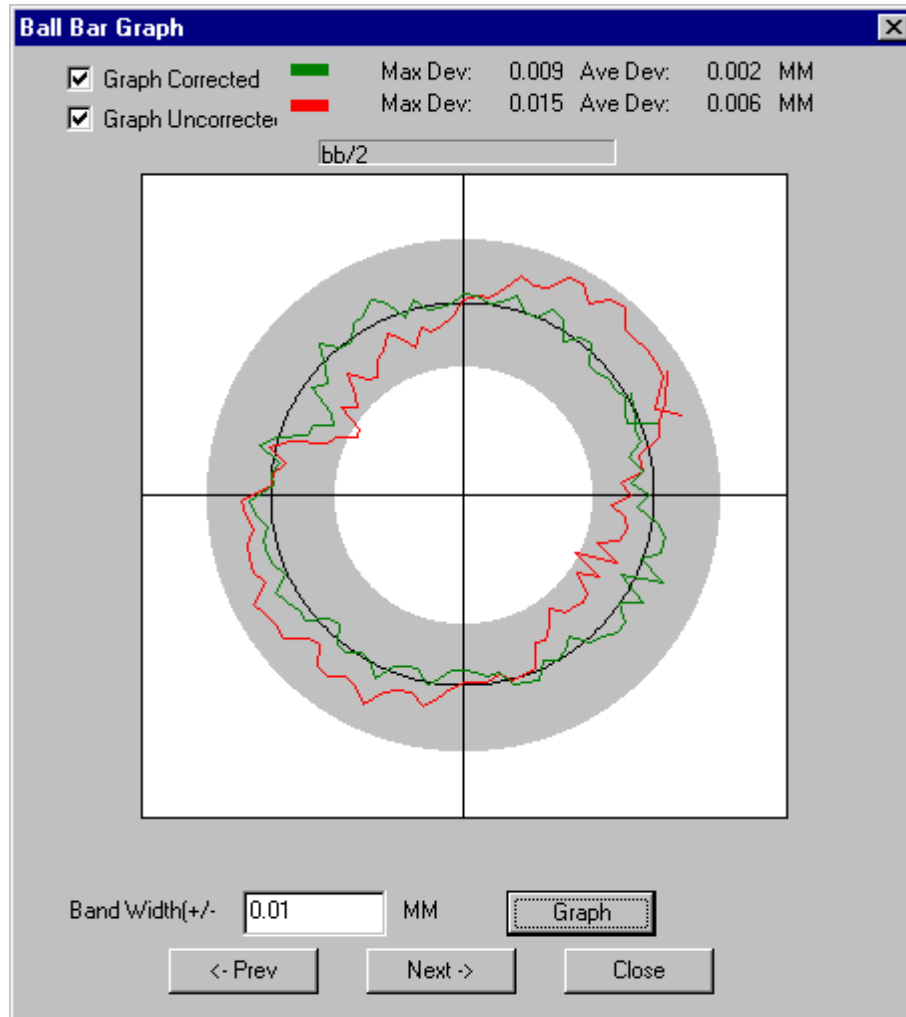 Ball Bar Graph
Graph Corrected Max Dev: 0.009 Ave Dev: 0.002 MM
Graph Uncorrecte Max Dev: 0.015 Ave Dev: 0.006 MM
bb/2
Band Width(+/- 0.01 MM Graph
<- Prev Next -> Close